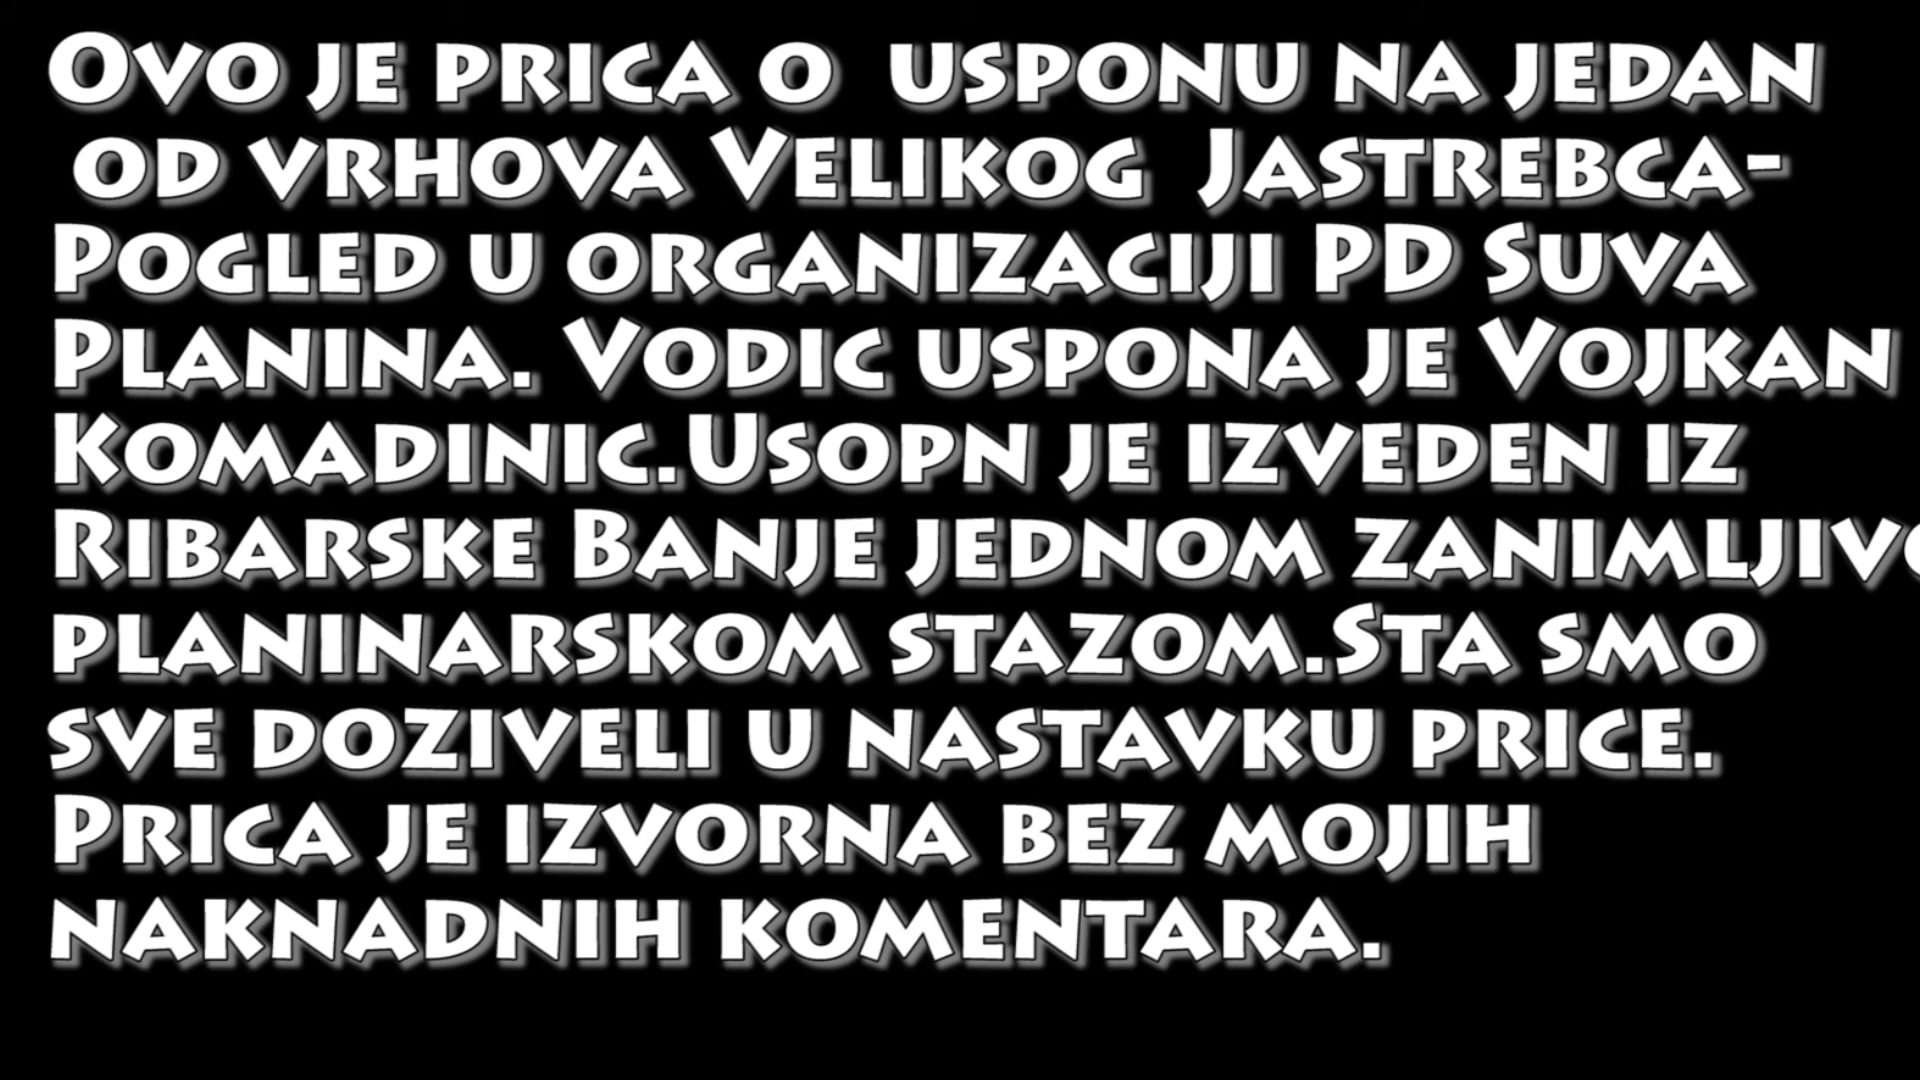 Ovo je prica o  usponu na jedan
od vrhova Velikog  Jastrebca-
Pogled u organizaciji PD Suva
Planina. Vodic uspona je Vojkan
Komadinic.Usopn je izveden iz
Ribarske Banje jednom zanimljivo
planinarskom stazom.Sta smo
sve doziveli u nastavku price.
Prica je izvorna bez mojih
naknadnih komentara.